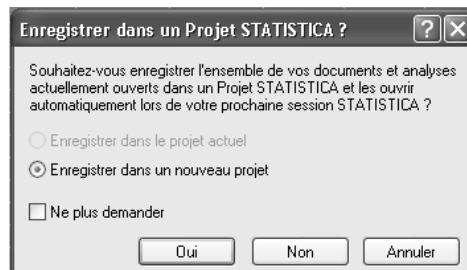 Enregistrer dans un Projet STATISTICA ?
Souhaitez-vous enregistrer l'ensemble de vos documents et analyses
actuellement ouverts dans un Projet STATISTICA et les ouvrir
automatiquement lors de votre prochaine session STATISTICA ?
Enregistrer dans le projet actuel
Enregistrer dans un nouveau projet
Ne plus demander
Oui Non Annuler